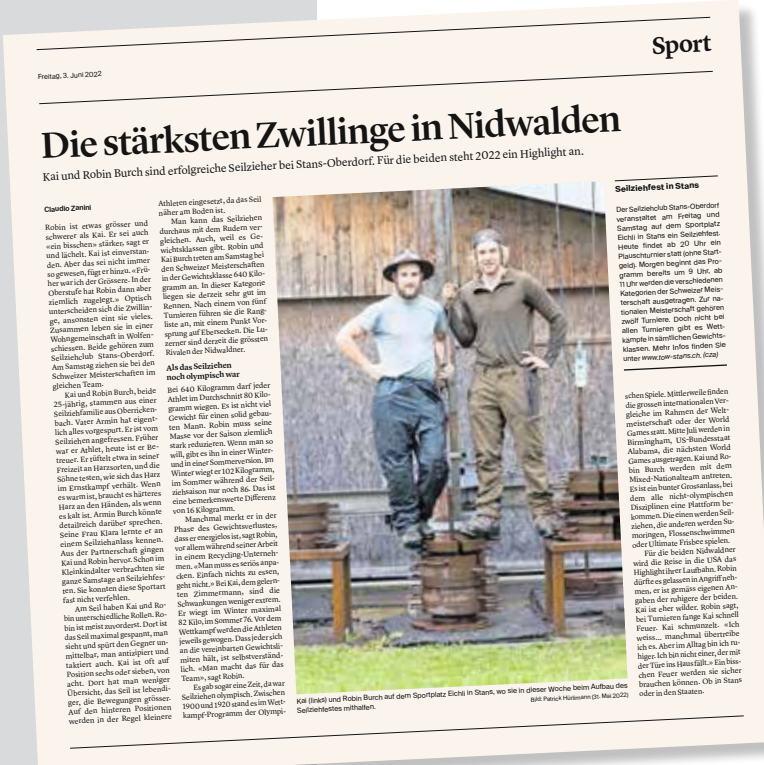 Freitag, 3. Juni 2022
Sport
Die stärksten Zwillinge in Nidwalden
Kai und Robin Burch sind erfolgreiche Seilzieher bei Stans-Oberdorf. Für die beiden steht 2022 ein Highlight an.
Claudio Zanini
Robin ist etwas grösser und
schwerer als Kai. Er sei auch
«ein bisschen» stärker, sagt er
und lächelt. Kai ist einverstan-
den. Aber das sei nicht immer
so gewesen, fügt er hinzu. «Frü-
her war ich der Grössere. In der
Oberstufe hat Robin dann aber
ziemlich zugelegt.» Optisch
unterscheiden sich die Zwillin-
ge, ansonsten eint sie vieles.
Zusammen leben sie in einer
Wohngemeinschaft in Wolfen-
schiessen. Beide gehören zum
Seilziehclub Stans-Oberdorf.
Am Samstag ziehen sie bei den
Schweizer Meisterschaften im
gleichen Team.
Kai und Robin Burch, beide
25-jährig, stammen aus einer
Seilziehfamilie aus Oberricken-
bach. Vater Armin hat eigent-
lich alles vorgespurt. Er ist vom
Seilziehen angefressen. Früher
war er Athlet, heute ist er Be-
treuer. Er tüftelt etwa in seiner
Freizeit an Harzsorten, und die
Söhne testen, wie sich das Harz
im Ernstkampf verhält. Wenn
es warm ist, braucht es härteres
Harz an den Händen, als wenn
es kalt ist. Armin Burch könnte
detailreich darüber sprechen.
Seine Frau Klara lernte er an
einem Seilziehanlass kennen.
Aus der Partnerschaft gingen
Kai und Robin hervor. Schon im
Kleinkindalter verbrachten sie
ganze Samstage an Seilziehfes-
ten. Sie konnten diese Sportart
fast nicht verfehlen.
Am Seil haben Kai und Ro-
bin unterschiedliche Rollen. Ro-
bin ist meist zuvorderst. Dort ist
das Seil maximal gespannt, man
sieht und spürt den Gegner un-
mittelbar, man antizipiert und
taktiert auch. Kai ist oft auf
Position sechs oder sieben, von
acht. Dort hat man weniger
Übersicht, das Seil ist lebendi-
ger, die Bewegungen grösser.
Auf den hinteren Positionen
werden in der Regel kleinere
Athleten eingesetzt, da das Seil
näher am Boden ist.
Man kann das Seilziehen
durchaus mit dem Rudern ver-
gleichen. Auch, weil es Ge-
wichtsklassen gibt. Robin und
Kai Burch treten am Samstag bei
den Schweizer Meisterschaften
in der Gewichtsklasse 640 Kilo-
gramm an. In dieser Kategorie
liegen sie derzeit sehr gut im
Rennen. Nach einem von fünf
Turnieren führen sie die Rang-
liste an, mit einem Punkt Vor-
sprung auf Ebersecken. Die Lu-
zerner sind derzeit die grössten
Rivalen der Nidwaldner.
Als das Seilziehen
noch olympisch war
Bei 640 Kilogramm darf jeder
Athlet im Durchschnitt 80 Kilo-
gramm wiegen. Es ist nicht viel
Gewicht für einen solid gebau-
ten Mann. Robin muss seine
Masse vor der Saison ziemlich
stark reduzieren. Wenn man so
will, gibt es ihn in einer Winter-
und in einer Sommerversion. Im
Winter wiegt er 102 Kilogramm,
im Sommer während der Seil-
ziehsaison nur noch 86. Das ist
eine bemerkenswerte Differenz
von 16 Kilogramm.
Manchmal merkt er in der
Phase des Gewichtsverlustes,
dass er energielos ist, sagt Robin,
vor allem während seiner Arbeit
in einem Recycling-Unterneh-
men. «Man muss es seriös anpa-
cken. Einfach nichts zu essen,
geht nicht.» Bei Kai, dem gelern-
ten Zimmermann, sind die
Schwankungen weniger extrem.
Er wiegt im Winter maximal
82 Kilo, im Sommer 76. Vor dem
Wettkampf werden die Athleten
jeweils gewogen. Dass jeder sich
an die vereinbarten Gewichtsli-
miten hält, ist selbstverständ-
lich. «Man macht das für das
Team», sagt Robin.
Es gab sogar eine Zeit, da war
Seilziehen olympisch. Zwischen
1900 und 1920 stand es im Wett-
kampf-Programm der Olympi-
Kai (links) und Robin Burch auf dem Sportplatz Eichli in Stans, wo sie in dieser Woche beim Aufbau des
Seilziehfestes mithalfen.
Bild: Patrick Hürlimann (31. Mai 2022)
Seilziehfest in Stans
Der Seilziehclub Stans-Oberdorf
veranstaltet am Freitag und
Samstag auf dem Sportplatz
Eichli in Stans ein Seilziehfest.
Heute findet ab 20 Uhr ein
Plauschturnier statt (ohne Start-
geld). Morgen beginnt das Pro-
gramm bereits um 9 Uhr, ab
11 Uhr werden die verschiedenen
Kategorien der Schweizer Meis-
terschaft ausgetragen. Zur na-
tionalen Meisterschaft gehören
zwölf Turniere. Doch nicht bei
allen Turnieren gibt es Wett-
kämpfe in sämtlichen Gewichts-
klassen. Mehr Infos finden Sie
unter www.tow-stans.ch. (cza)
schen Spiele. Mittlerweile finden
die grossen internationalen Ver-
gleiche im Rahmen der Welt-
meisterschaft oder der World
Games statt. Mitte Juli werden in
Birmingham, US-Bundesstaat
Alabama, die nächsten World
Games ausgetragen. Kai und Ro-
bin Burch werden mit dem
Mixed-Nationalteam antreten.
Es ist ein bunter Grossanlass, bei
dem alle nicht-olympischen
Disziplinen eine Plattform be-
kommen. Die einen werden Seil-
ziehen, die anderen werden Su-
moringen, Flossenschwimmen
oder Ultimate Frisbee spielen.
Für die beiden Nidwaldner
wird die Reise in die USA das
Highlight ihrer Laufbahn. Robin
dürfte es gelassen in Angriff neh-
men, er ist gemäss eigenen An-
gaben der ruhigere der beiden.
Kai ist eher wilder. Robin sagt,
bei Turnieren fange Kai schnell
Feuer. Kai schmunzelt. «Ich
weiss... manchmal übertreibe
ich es. Aber im Alltag bin ich ru-
higer. Ich bin nicht einer, der mit
der Türe ins Haus fällt.» Ein biss-
chen Feuer werden sie sicher
brauchen können. Ob in Stans
oder in den Staaten.